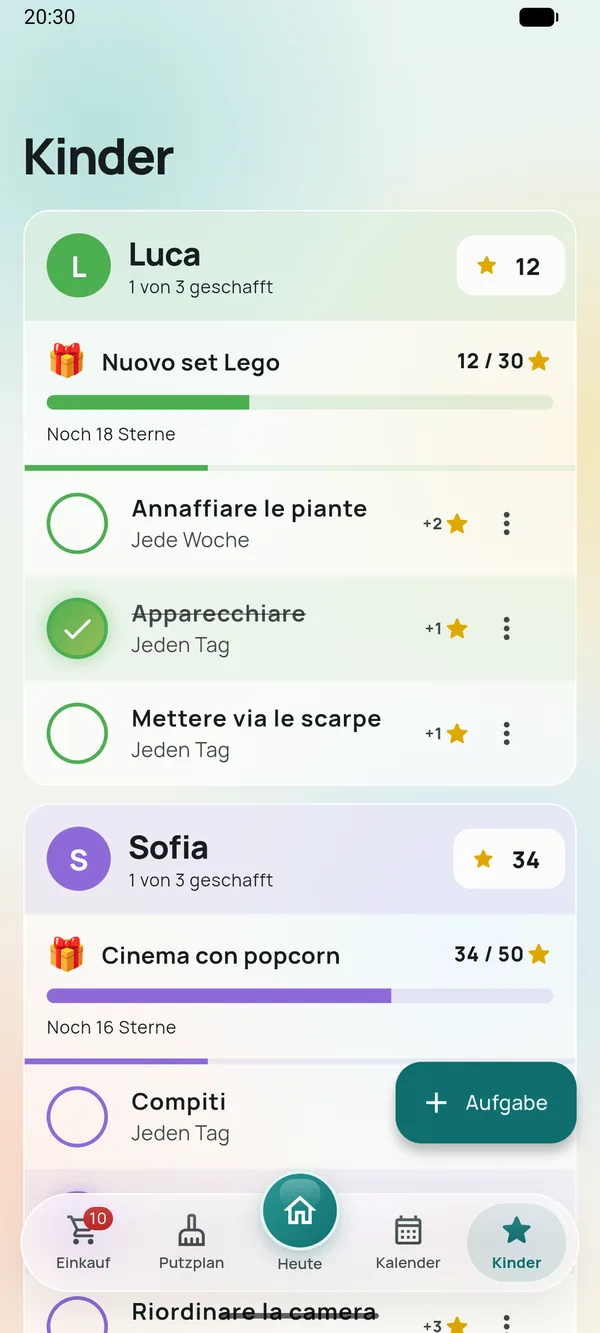 20:30
Kinder
L
Luca
1 von 3 geschafft
12
Nuovo set Lego
12 / 30
Noch 18 Sterne
Annaffiare le piante
Jede Woche
+2
Apparecchiare
Jeden Tag
+1
Mettere via le scarpe
Jeden Tag
+1
S
Sofia
1 von 3 geschafft
34
Cinema con popcorn
34 / 50
Noch 16 Sterne
Compiti
Jeden Tag
+ Aufgabe
10
Einkauf
Putzplan
Heute
Kalender
Kinder
Riordinare la camera
+3